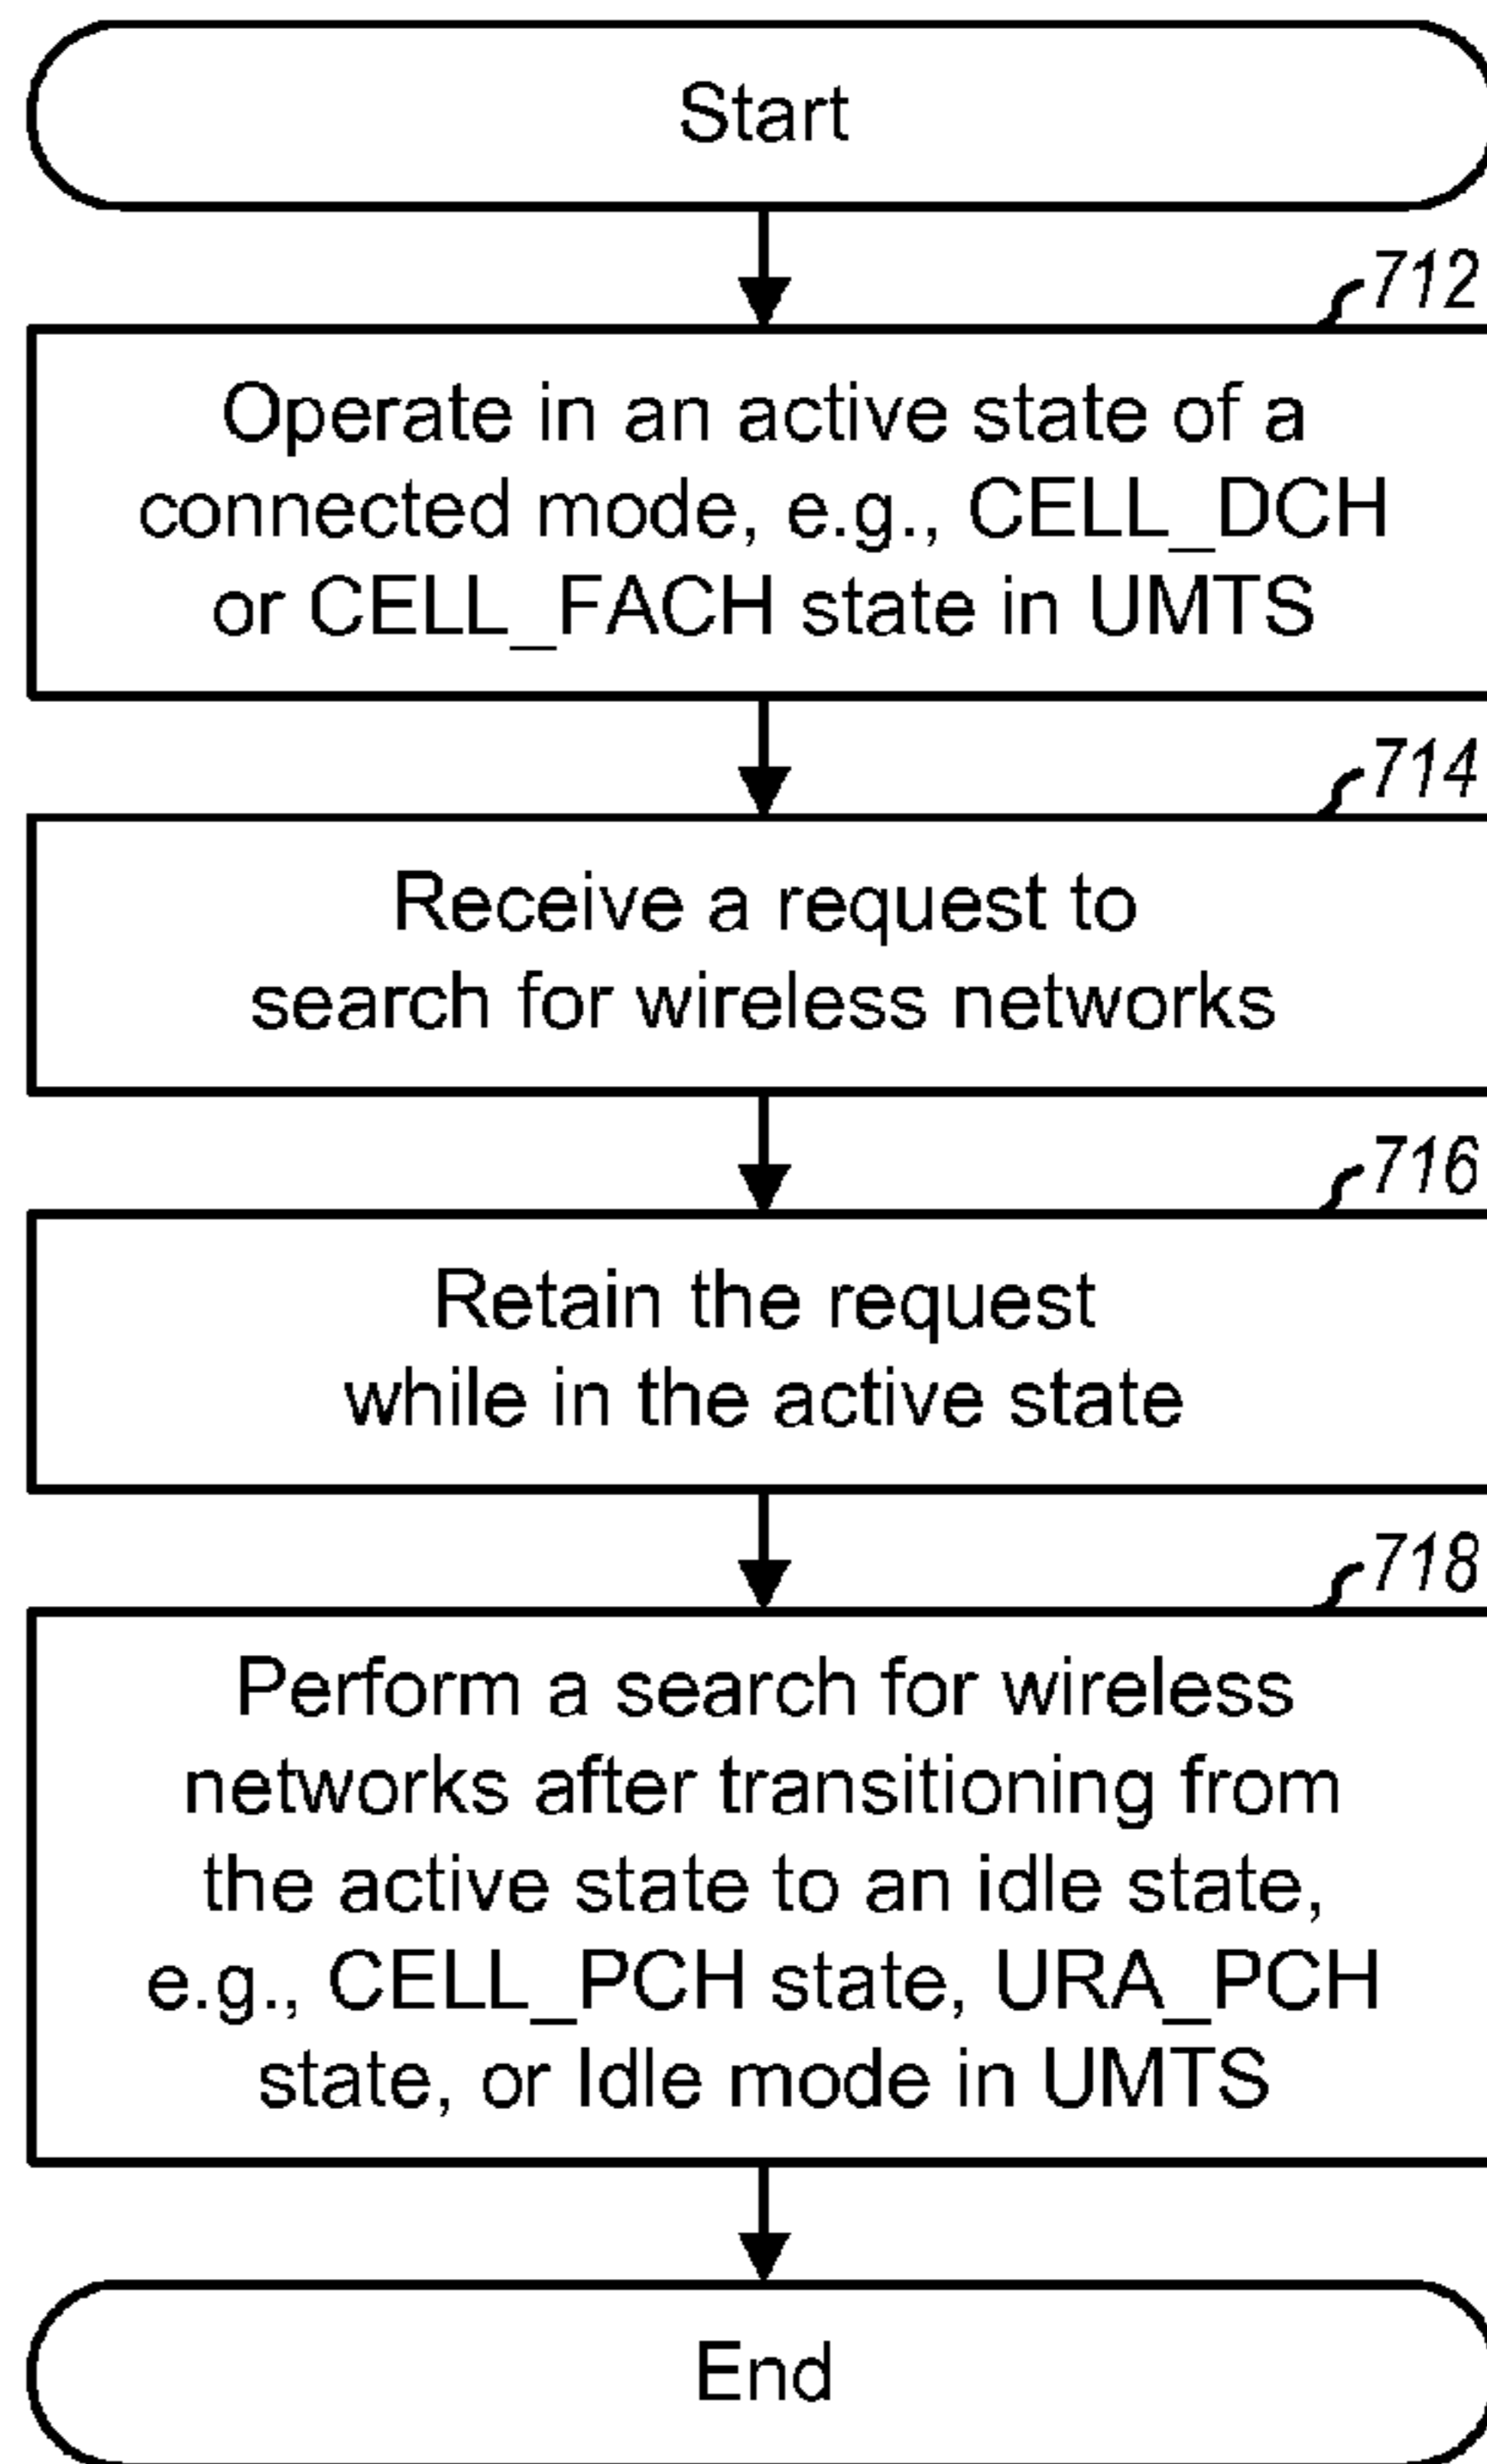 Start
712
Operate in an active state of a
connected mode, e.g., CELL_DCH
or CELL_FACH state in UMTS
714
Receive a request to
search for wireless networks
716
Retain the request
while in the active state
718
Perform a search for wireless
networks after transitioning from
the active state to an idle state,
e.g., CELL_PCH state, URA_PCH
state, or Idle mode in UMTS
End